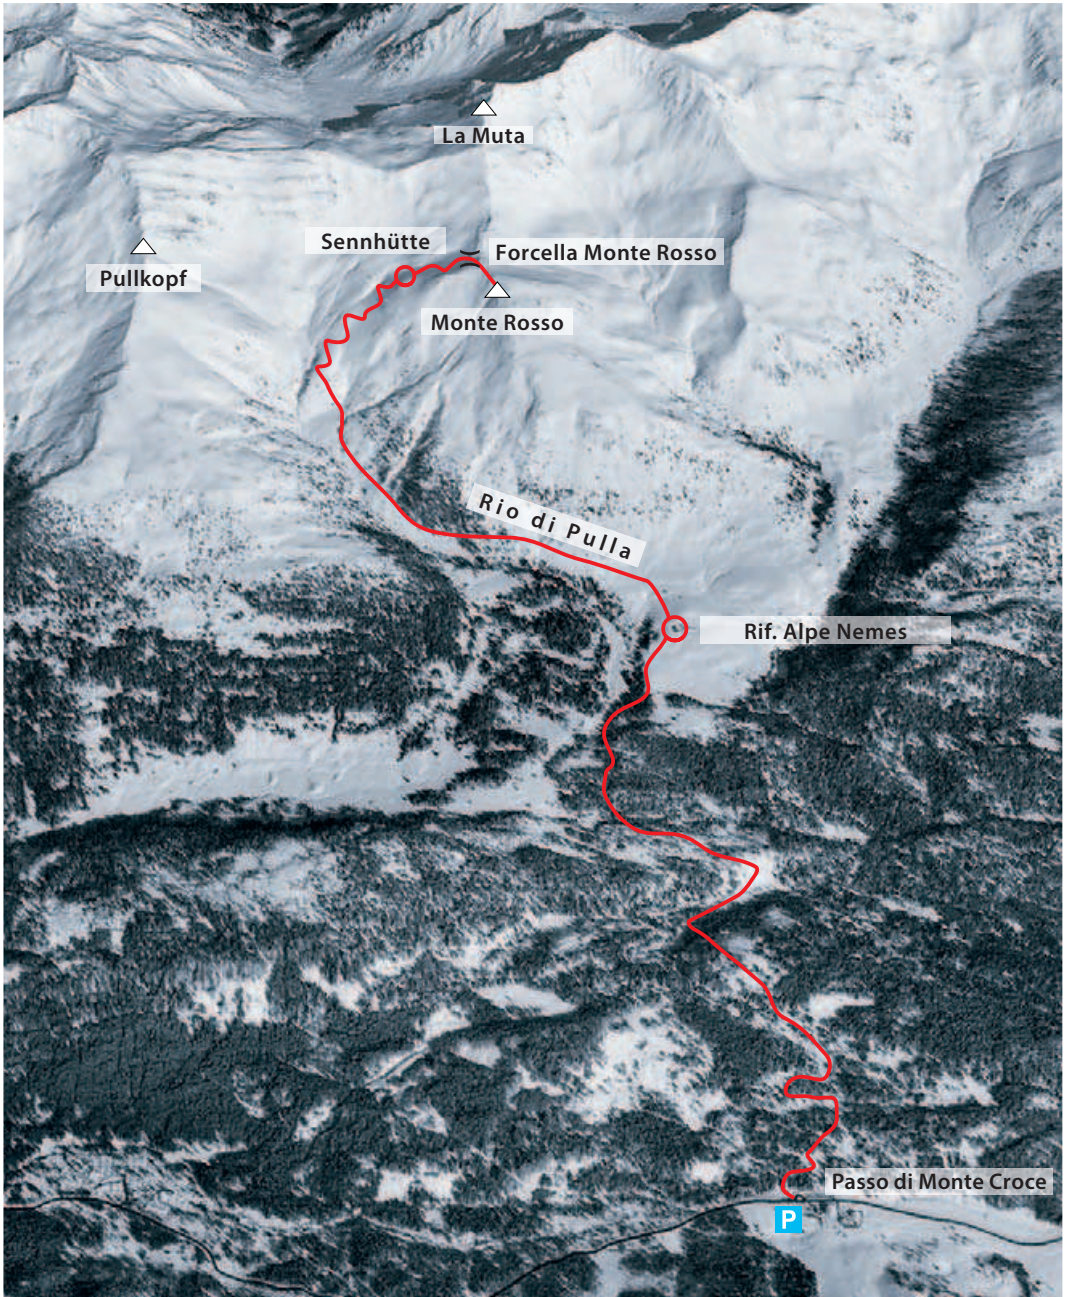 La Muta
Sennhütte
Forcella Monte Rosso
Pullkopf
Monte Rosso
Rio di Pulla
Rif. Alpe Nemes
Passo di Monte Croce
P